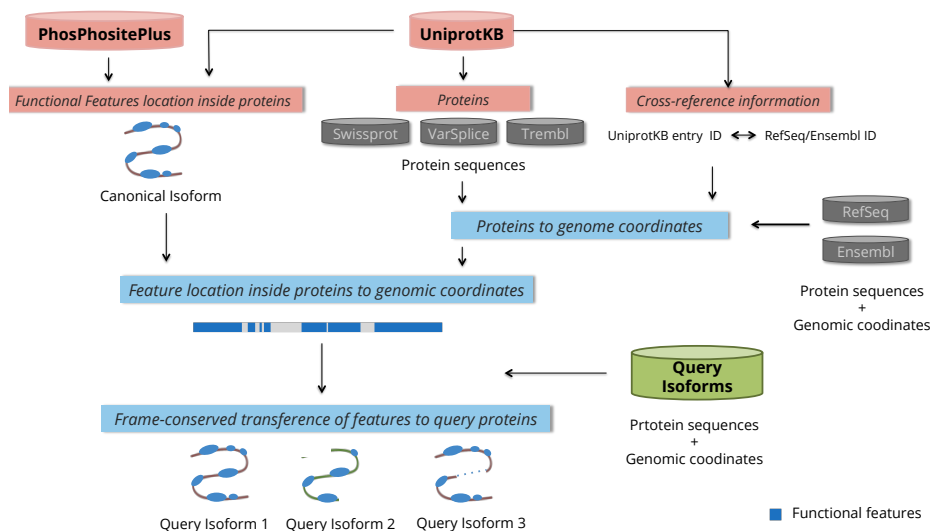 PhosPhositePlus
UniprotKB
Functional Features location inside proteins
Proteins
Cross-reference inforrmation
Swissprot
VarSplice
Trembl
UniprotKB entry ID
RefSeq/Ensembl ID
Protein sequences
Canonical Isoform
RefSeq
Proteins to genome coordinates
Ensembl
Feature location inside proteins to genomic coordinates
Protein sequences
+
Genomic coodinates
Query
Isoforms
Frame-conserved transference of features to query proteins
Prtotein sequences
+
Genomic coodinates
Query Isoform 1
Query Isoform 2
Query Isoform 3
Functional features